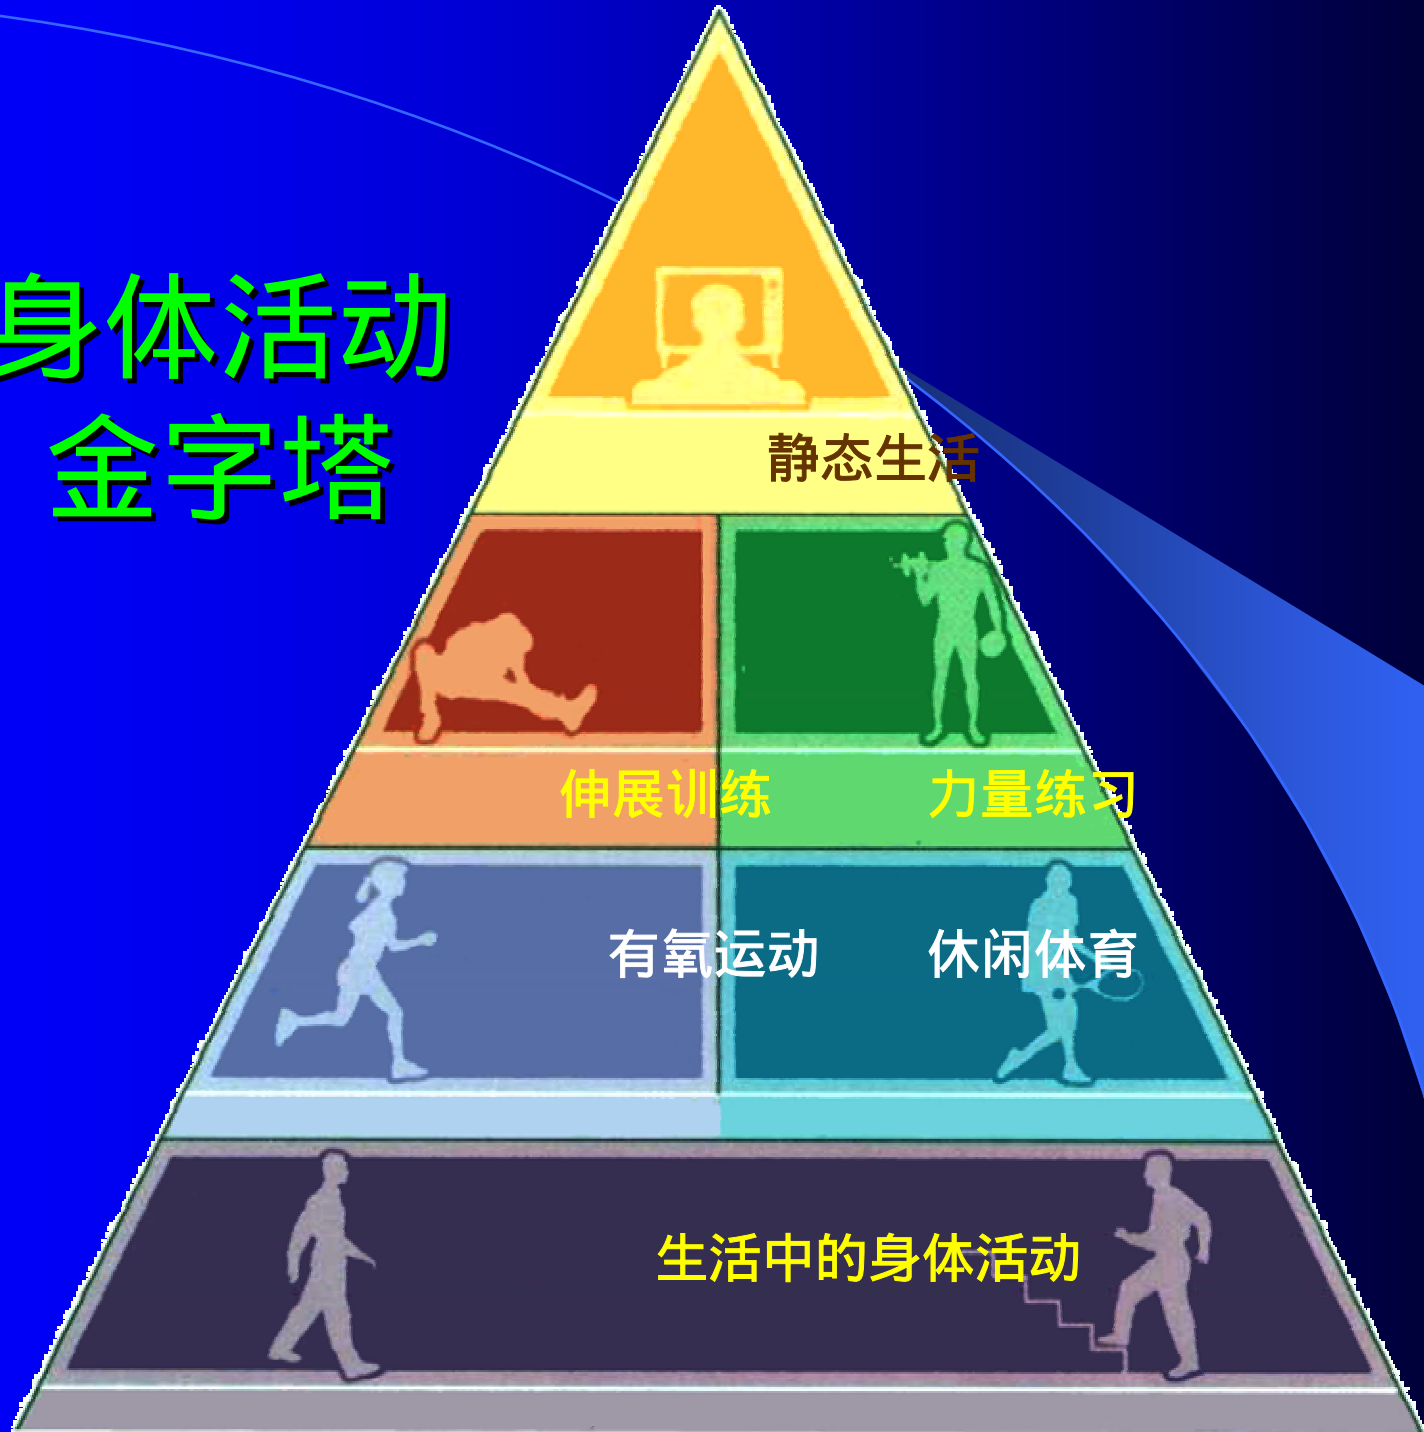 身体活动
金字塔
静态生活
伸展训练
力量练习
有氧运动
休闲体育
生活中的身体活动